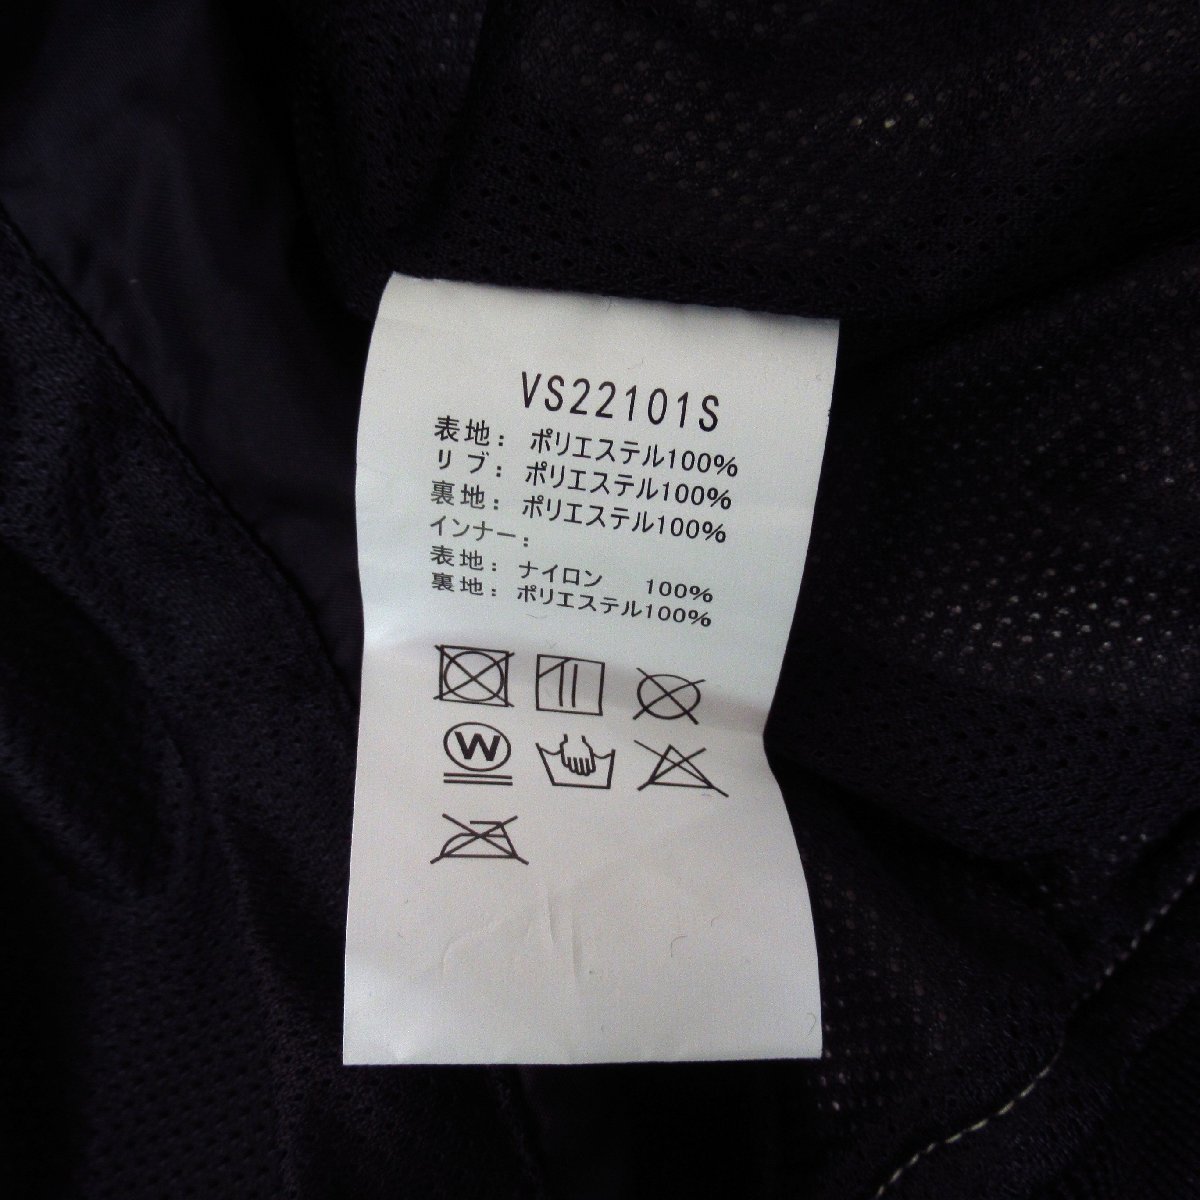 VS22101S
表地： ポリエステル100%
リブ： ポリエステル100%
裏地： ポリエステル100%
インナー：
表地： ナイロン 100%
裏地： ポリエステル100%
W